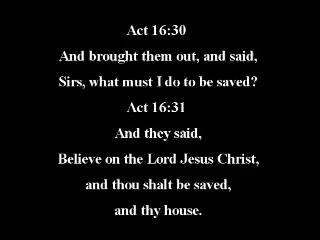 Act 16:30
And brought them out, and said,
Sirs, what must I do to be saved?
Act 16:31
And they said,
Believe on the Lord Jesus Christ,
and thou shalt be saved,
and thy house.